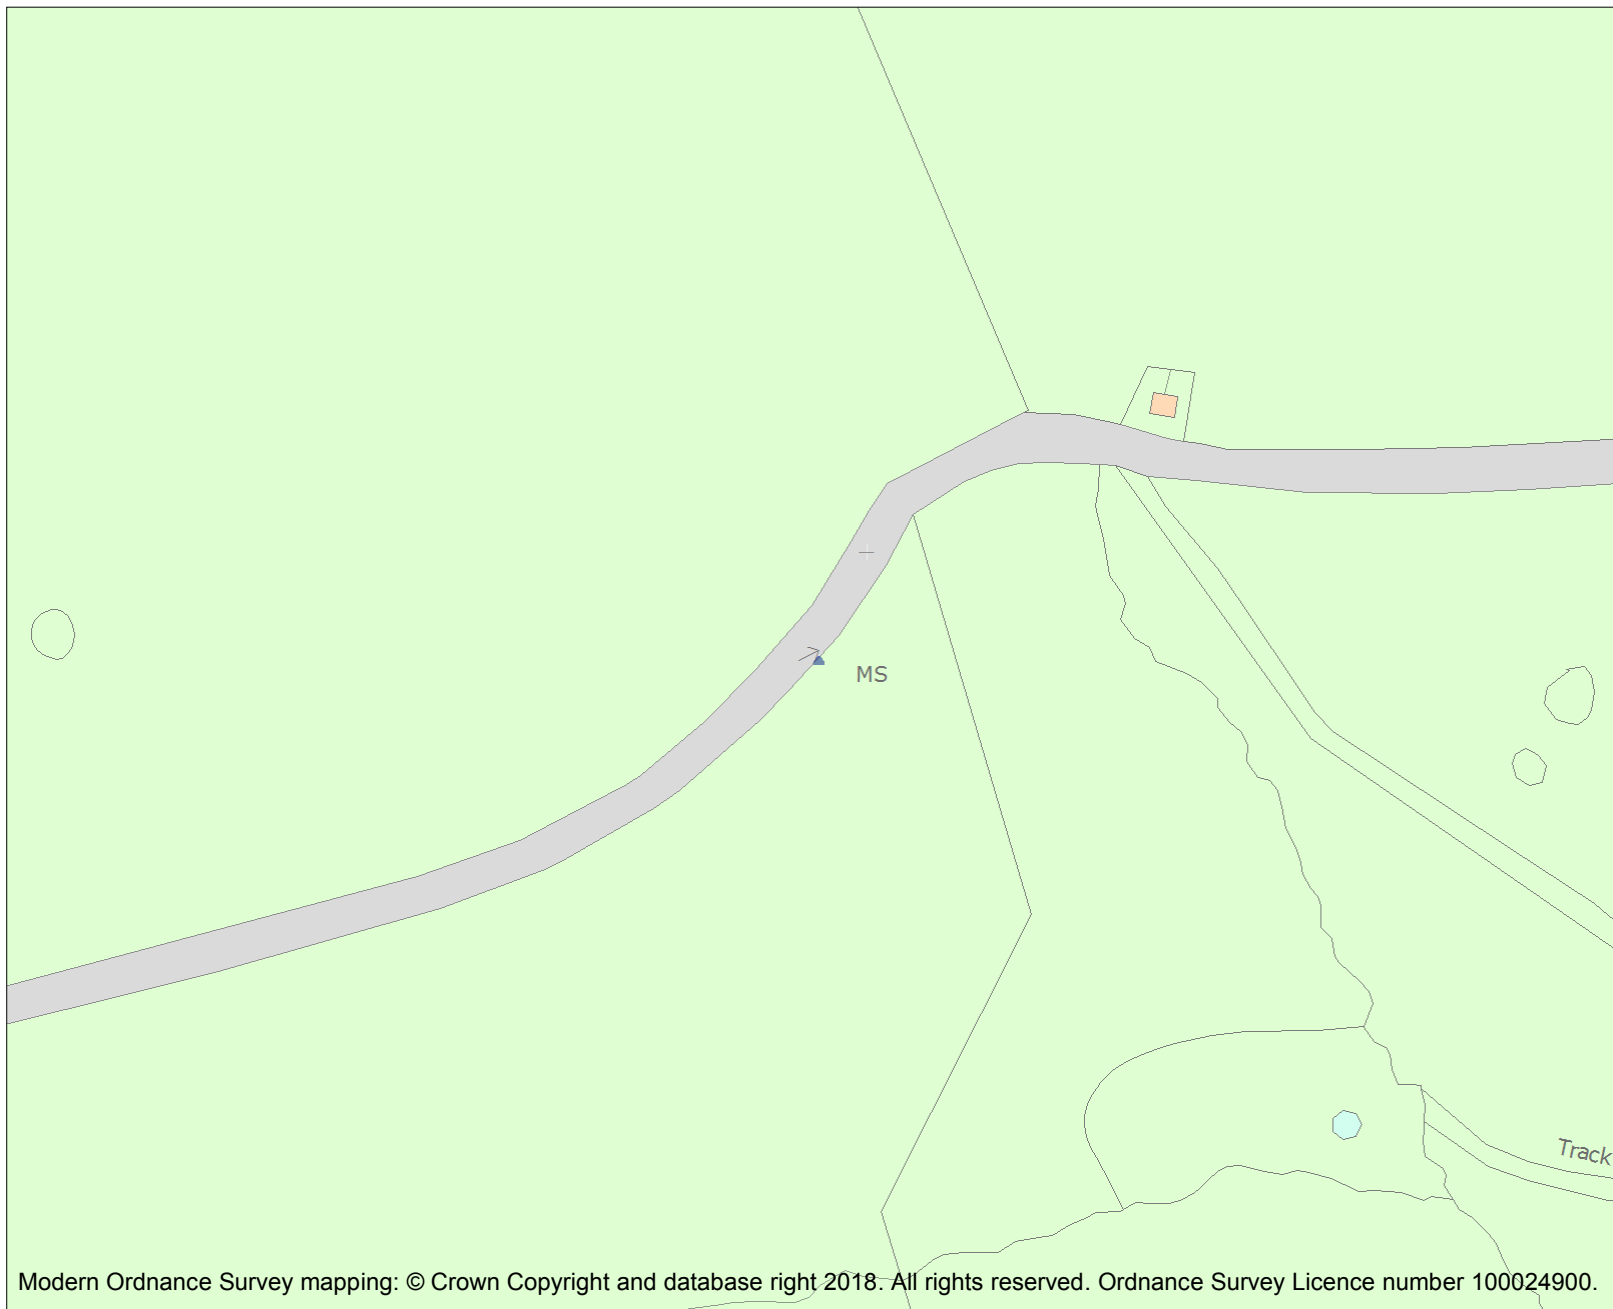 MS
Track
Modern Ordnance Survey mapping: © Crown Copyright and database right 2018. All rights reserved. Ordnance Survey Licence number 100024900.